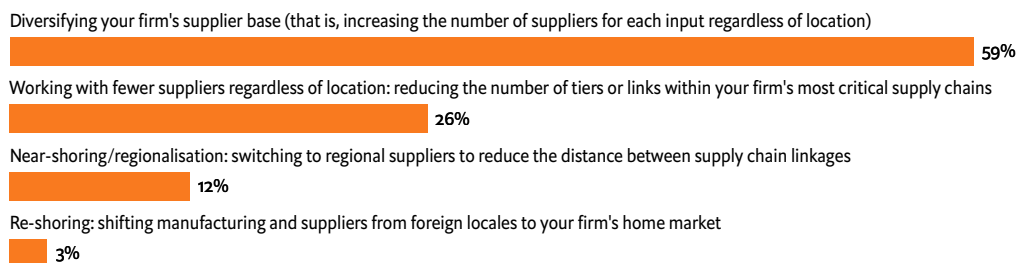 Diversifying your firm's supplier base (that is, increasing the number of suppliers for each input regardless of location)
59%
Working with fewer suppliers regardless of location: reducing the number of tiers or links within your firm's most critical supply chains
26%
Near-shoring/regionalisation: switching to regional suppliers to reduce the distance between supply chain linkages
12%
Re-shoring: shifting manufacturing and suppliers from foreign locales to your firm's home market
3%